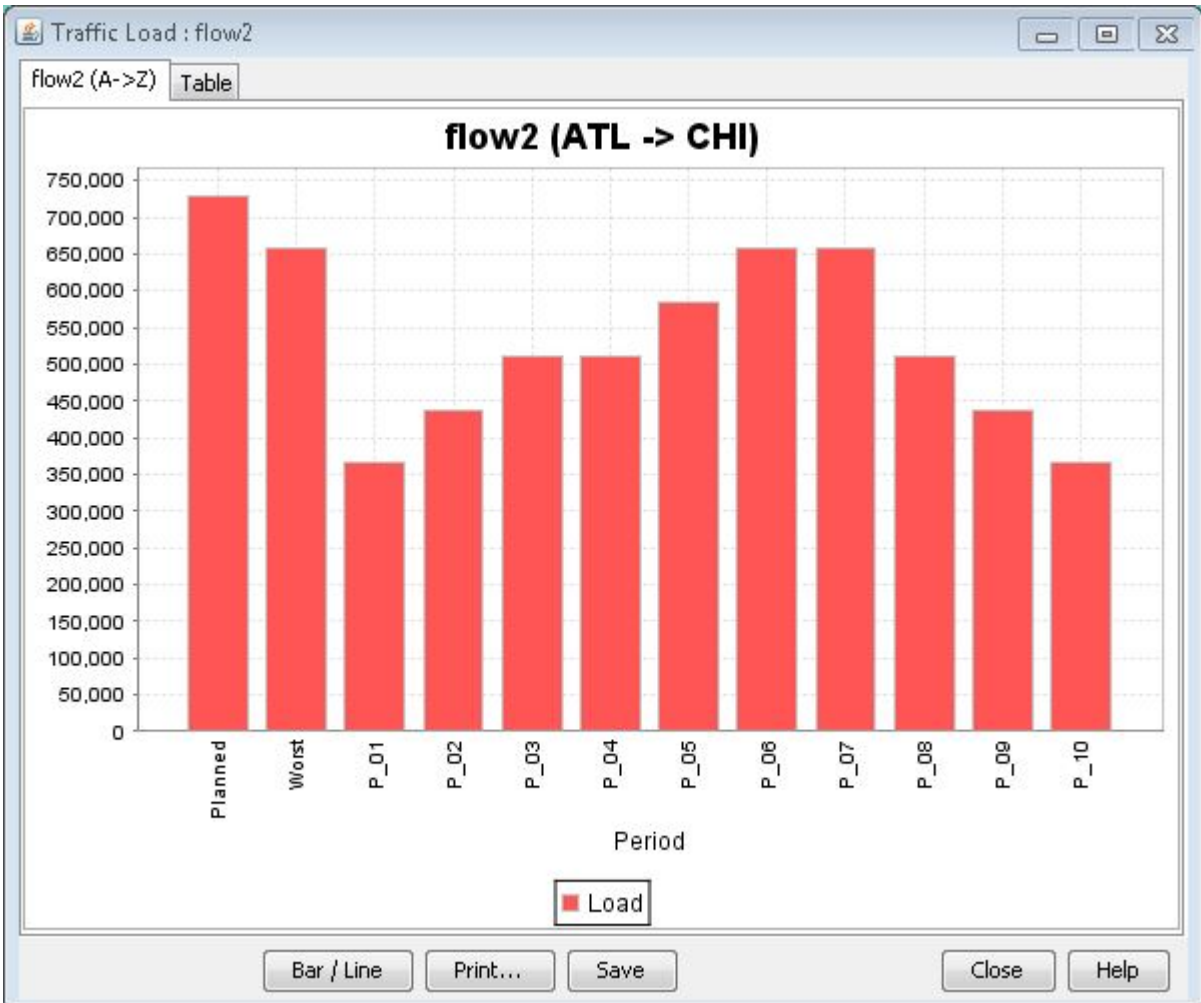 Traffic Load : flow2
flow2 (A->Z) Table
flow2 (ATL -> CHI)
750,000
700,000
650,000
600,000
550,000
500,000
450,000
400,000
350,000
300,000
250,000
200,000
150,000
100,000
50,000
0
Planned Worst P_01 P_02 P_03 P_04 P_05 P_06 P_07 P_08 P_09 P_10
Period
Load
Bar / Line Print... Save Close Help